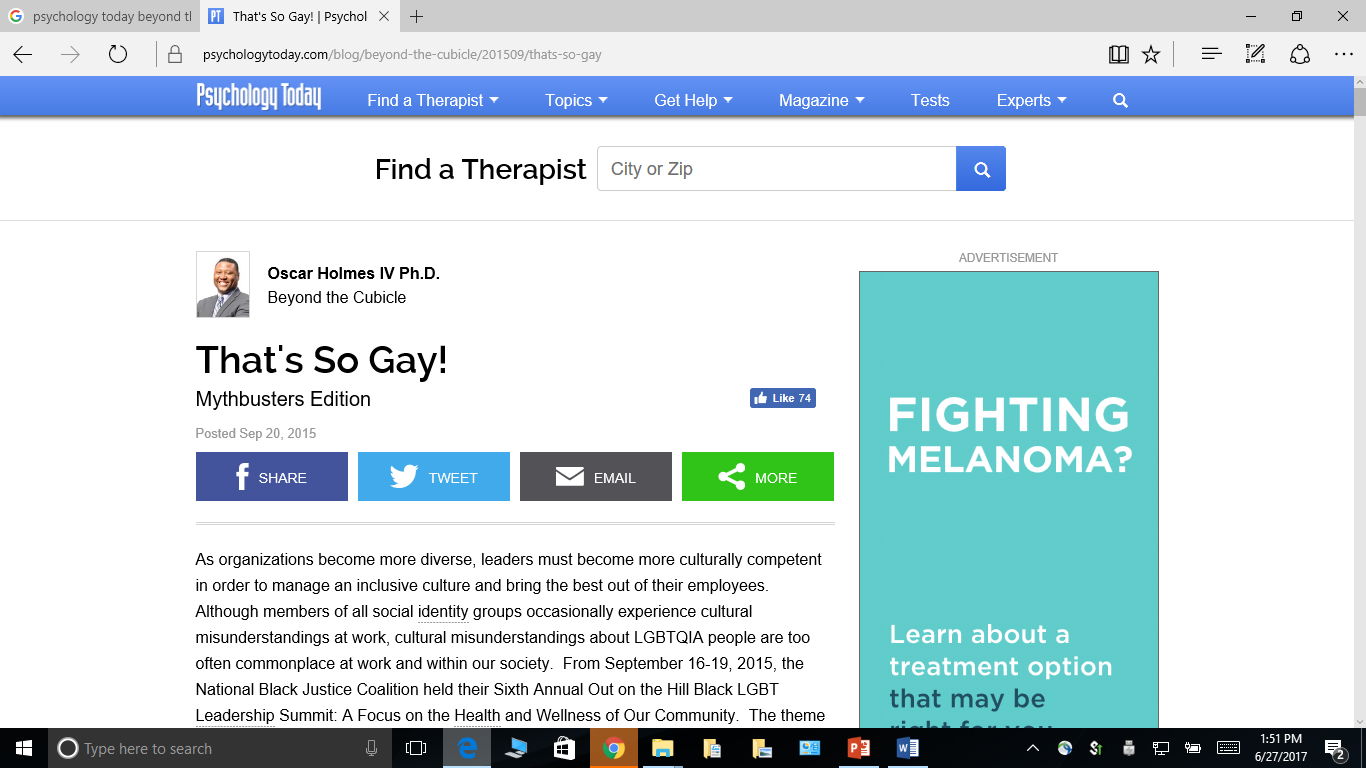 psychology today beyond tl
That's So Gay! | Psychol
psychologytoday.com/blog/beyond-the-cubicle/201509/thats-so-gay
Psychology Today
Find a Therapist
Topics
Get Help
Magazine
Tests
Experts
Find a Therapist
City or Zip
Oscar Holmes IV Ph.D.
Beyond the Cubicle
That's So Gay!
Mythbusters Edition
Like 74
Posted Sep 20, 2015
SHARE
TWEET
EMAIL
MORE
As organizations become more diverse, leaders must become more culturally competent
in order to manage an inclusive culture and bring the best out of their employees.
Although members of all social identity groups occasionally experience cultural
misunderstandings at work, cultural misunderstandings about LGBTQIA people are too
often commonplace at work and within our society.  From September 16-19, 2015, the
National Black Justice Coalition held their Sixth Annual Out on the Hill Black LGBT
Leadership Summit: A Focus on the Health and Wellness of Our Community.  The theme
ADVERTISEMENT
FIGHTING
MELANOMA?
Learn about a
treatment option
that may be
right for you
Type here to search
1:51 PM
6/27/2017
2